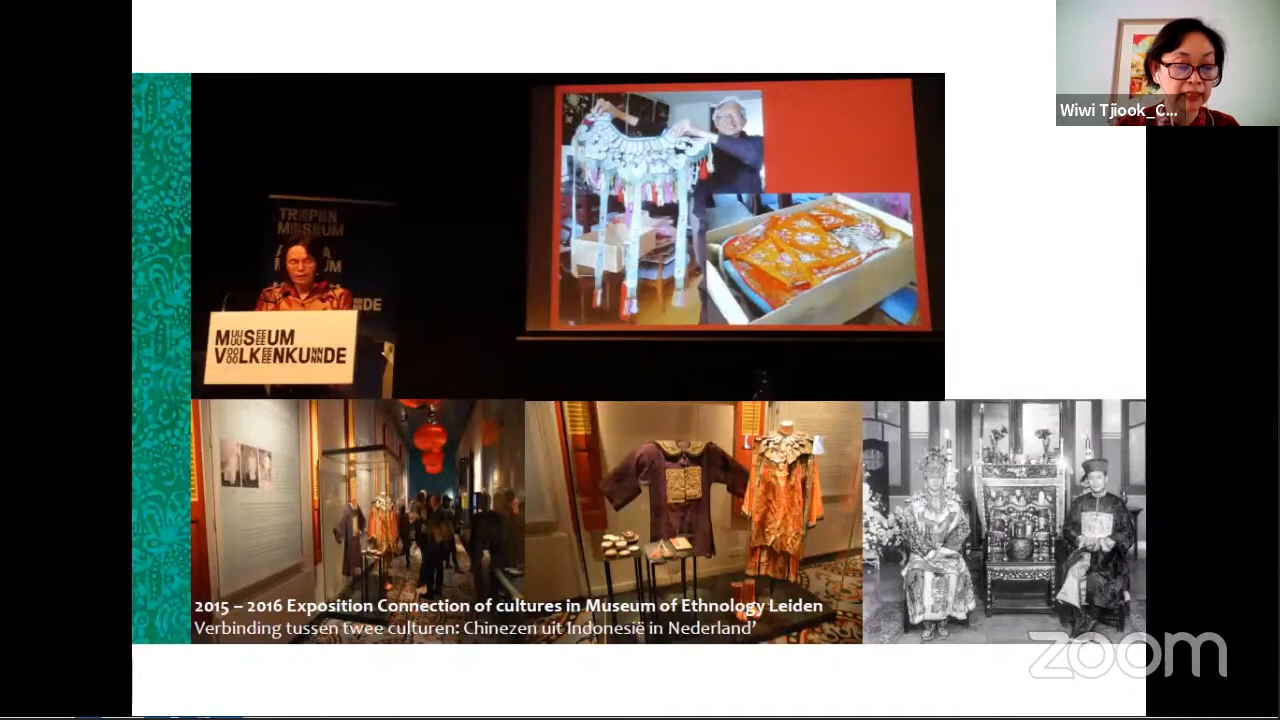 Wiwi Tjiook_C...
TROPEN
MUSEUM
MUSEUM
VOLKENKUNDE
2015 – 2016 Exposition Connection of cultures in Museum of Ethnology Leiden
Verbinding tussen twee culturen: Chinezen uit Indonesië in Nederland’
zoom